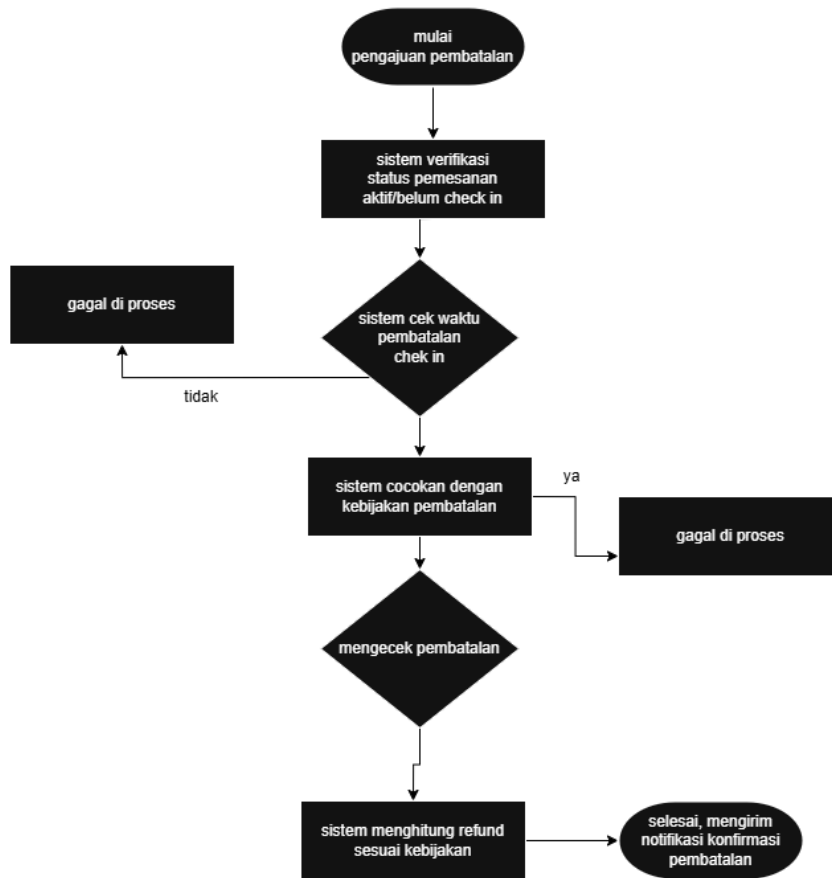 mulai
pengajuan pembatalan
sistem verifikasi
status pemesanan
aktif/belum check in
gagal di proses
sistem cek waktu
pembatalan
chek in
tidak
sistem cocokan dengan
kebijakan pembatalan
ya
gagal di proses
mengecek pembatalan
sistem menghitung refund
sesuai kebijakan
selesai, mengirim
notifikasi konfirmasi
pembatalan